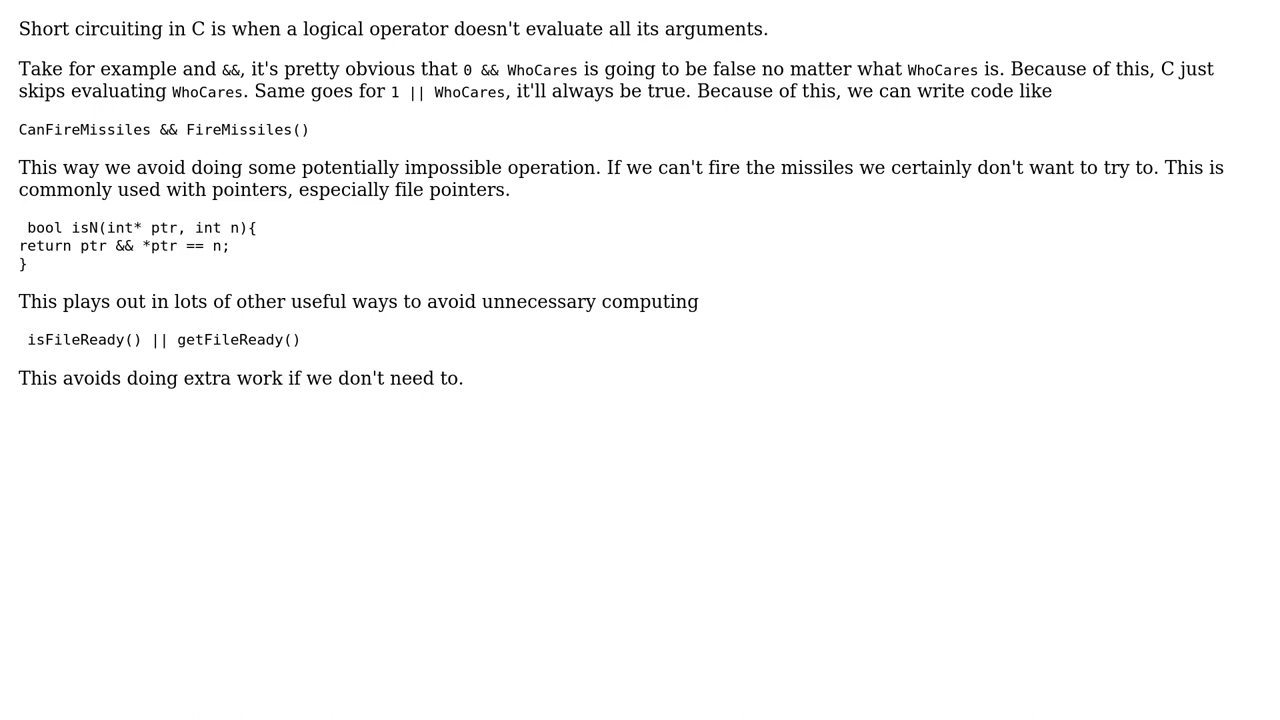 Short circuiting in C is when a logical operator doesn't evaluate all its arguments.
Take for example and &&, it's pretty obvious that 0 && WhoCares is going to be false no matter what WhoCares is. Because of this, C just
skips evaluating WhoCares. Same goes for 1 || WhoCares, it'll always be true. Because of this, we can write code like
CanFireMissiles && FireMissiles()
This way we avoid doing some potentially impossible operation. If we can't fire the missiles we certainly don't want to try to. This is
commonly used with pointers, especially file pointers.
bool isN(int* ptr, int n){
return ptr && *ptr == n;
}
This plays out in lots of other useful ways to avoid unnecessary computing
isFileReady() || getFileReady()
This avoids doing extra work if we don't need to.